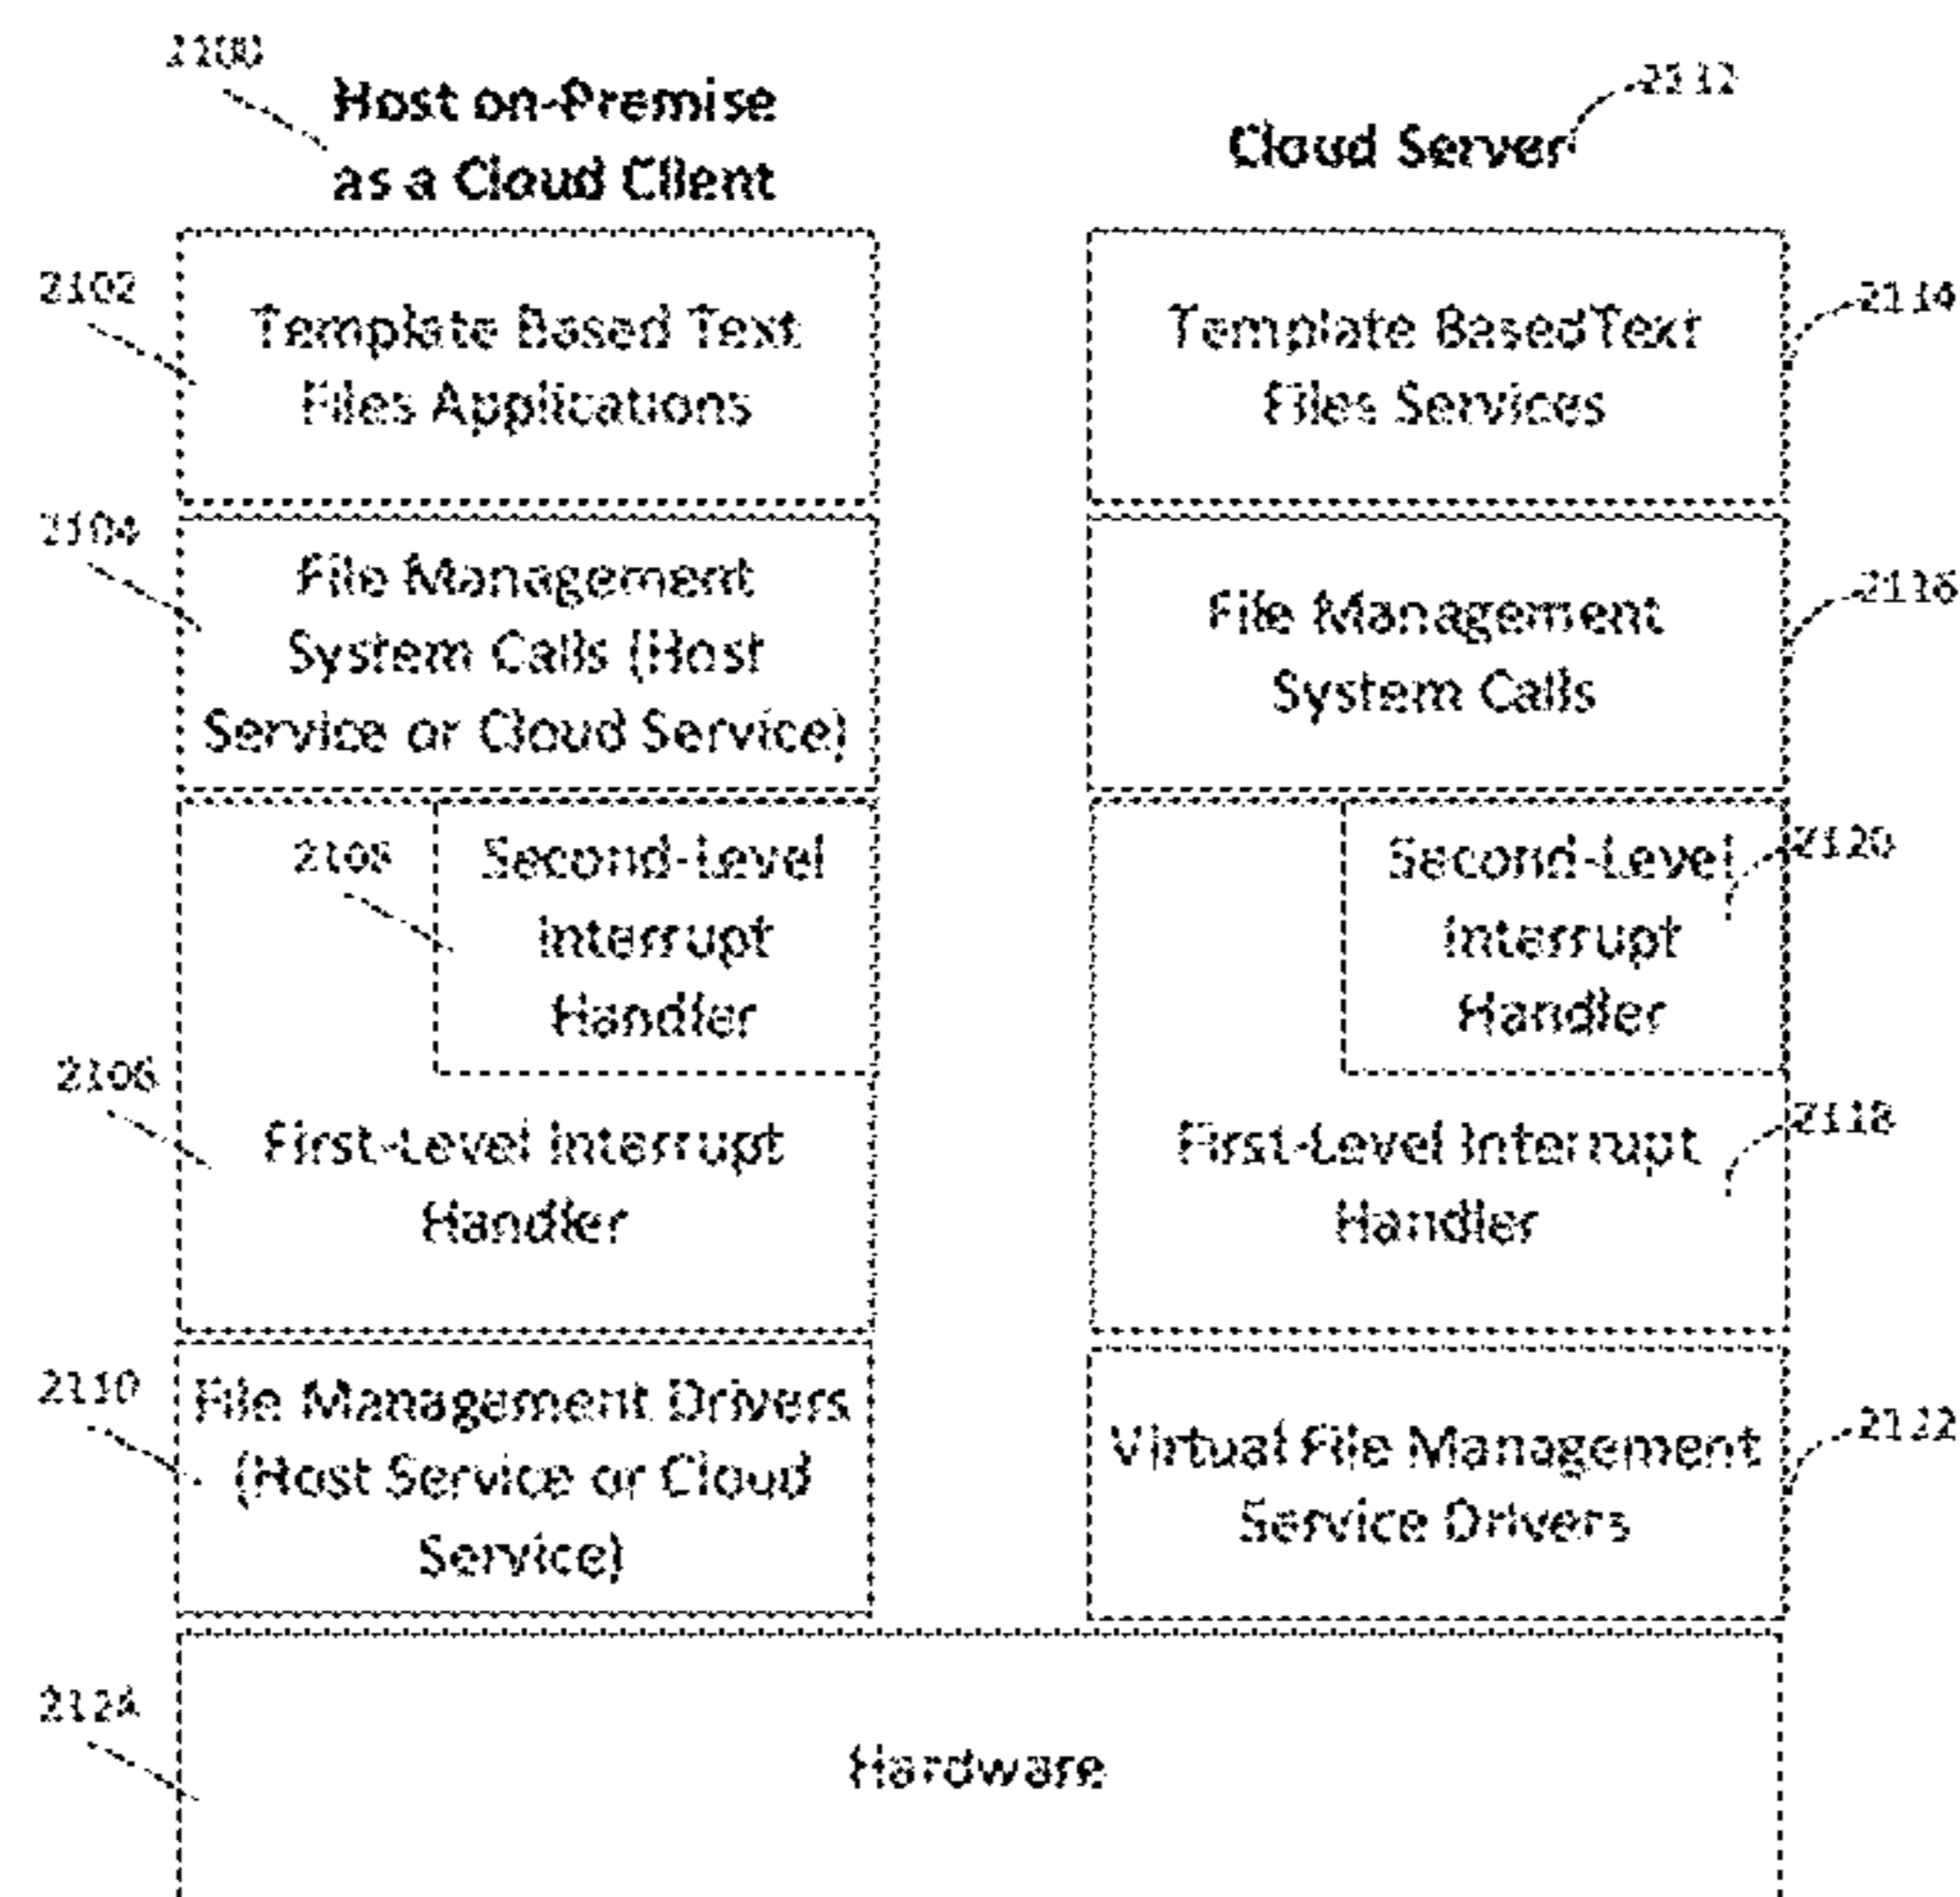 2100
Host on-Premise
as a Cloud Client
2112
Cloud Server
2102
Template Based Text
Files Applications
Template BasedText
Files Services
2114
2104
File Management
System Calls (Host
Service or Cloud Service)
File Management
System Calls
2116
2108
Second-Level
Interrupt
Handler
Second-Level
Interrupt
Handler
2120
2106
First-Level Interrupt
Handler
First-Level Interrupt
Handler
2118
2110
File Management Drivers
(Host Service or Cloud
Service)
Virtual File Management
Service Drivers
2122
2124
Hardware